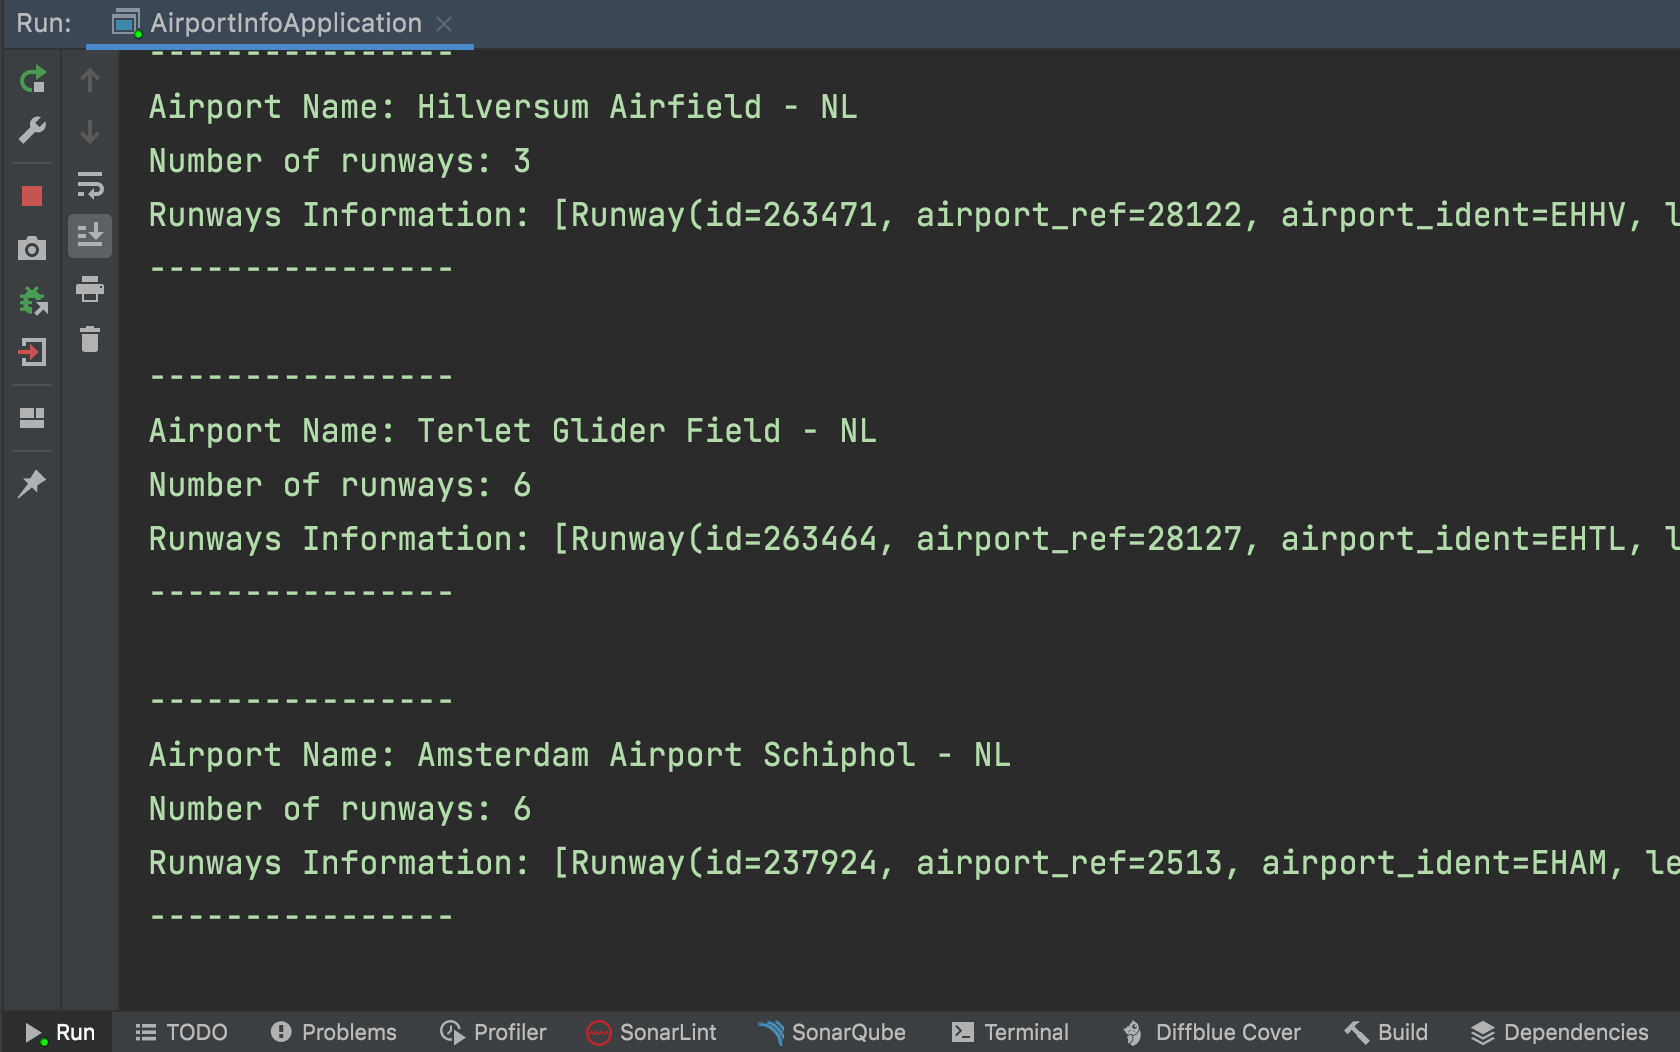 Run: AirportInfoApplication
----------------
Airport Name: Hilversum Airfield - NL
Number of runways: 3
Runways Information: [Runway(id=263471, airport_ref=28122, airport_ident=EHHV, l
----------------
----------------
Airport Name: Terlet Glider Field - NL
Number of runways: 6
Runways Information: [Runway(id=263464, airport_ref=28127, airport_ident=EHTL, l
----------------
----------------
Airport Name: Amsterdam Airport Schiphol - NL
Number of runways: 6
Runways Information: [Runway(id=237924, airport_ref=2513, airport_ident=EHAM, le
----------------
Run TODO Problems Profiler SonarLint SonarQube Terminal Diffblue Cover Build Dependencies